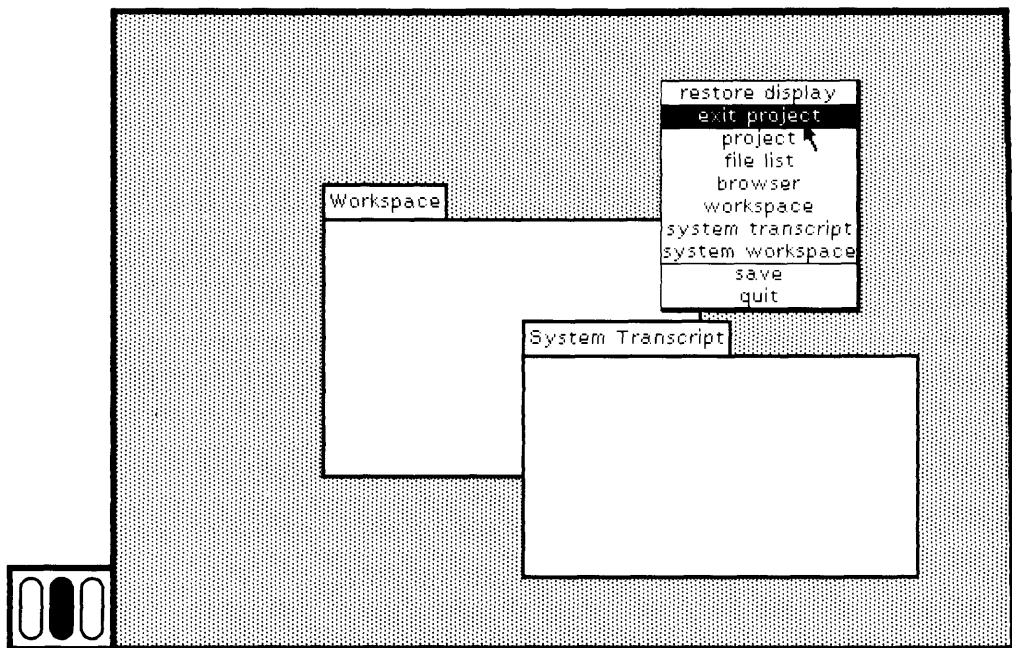 restore display
exit project
project
file list
browser
workspace
system transcript
system workspace
save
quit
Workspace
System Transcript